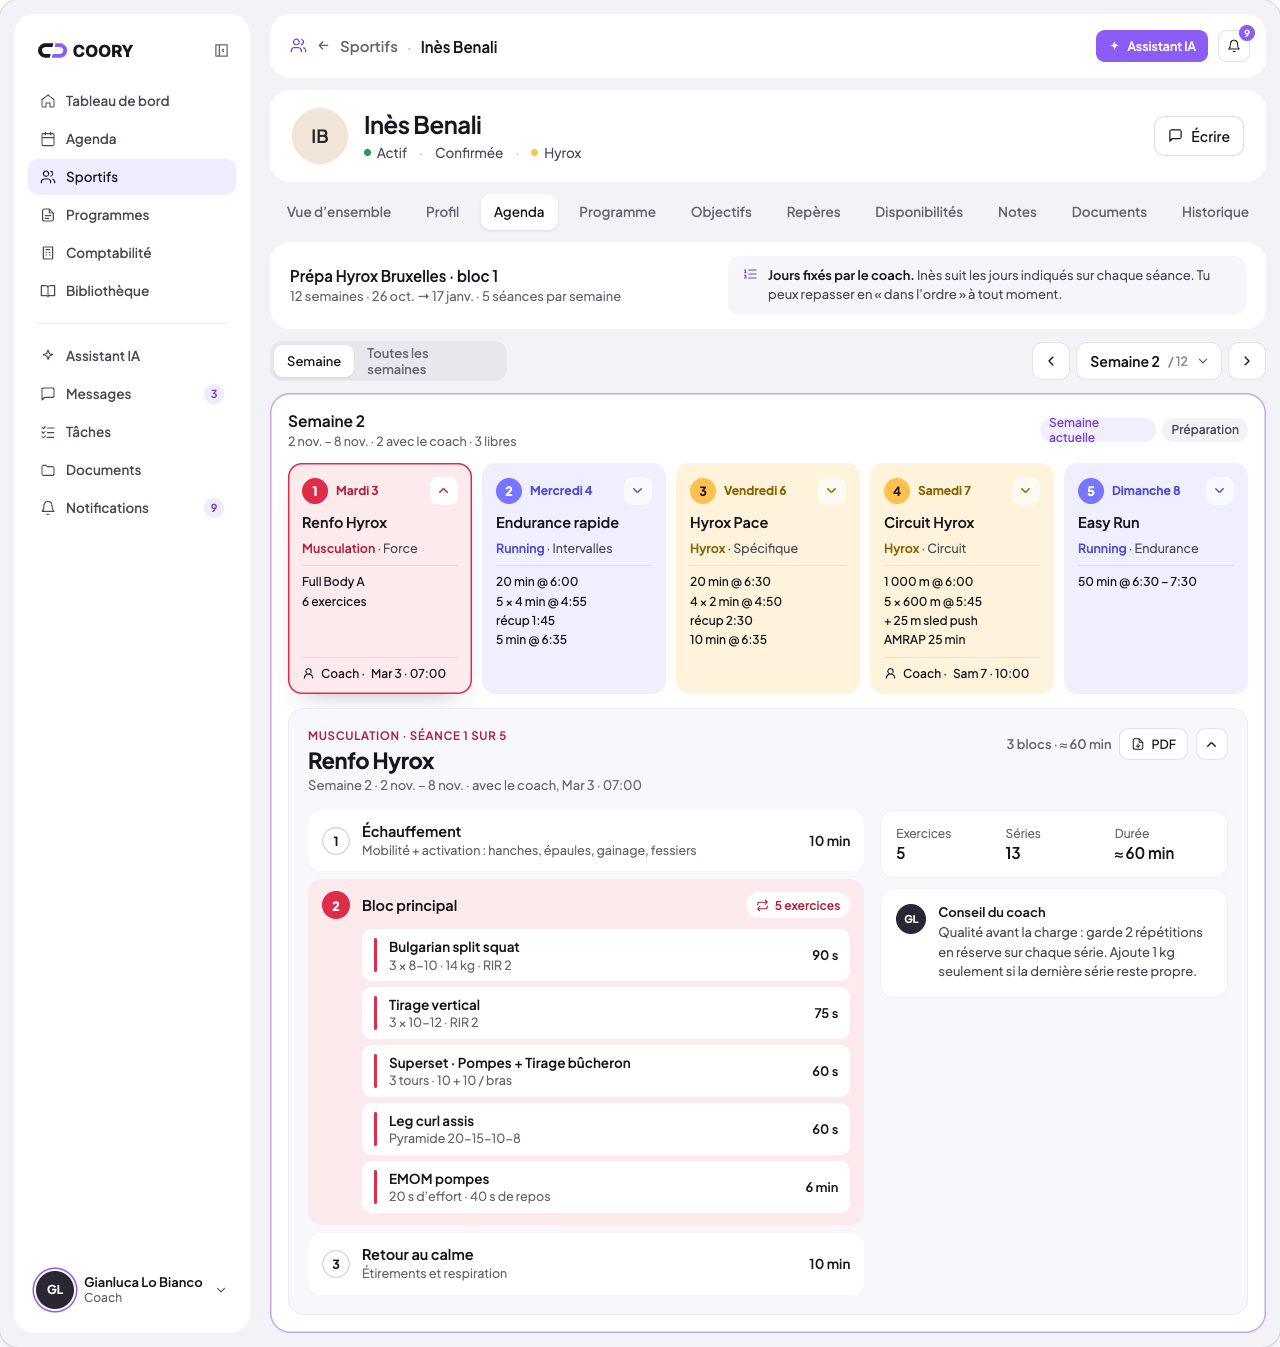 COORY
Tableau de bord
Agenda
Sportifs
Programmes
Comptabilité
Bibliothèque
Assistant IA
Messages 3
Tâches
Documents
Notifications 9
GL Gianluca Lo Bianco
Coach
← Sportifs · Inès Benali
Assistant IA
9
IB
Inès Benali
Actif · Confirmée · Hyrox
Écrire
Vue d’ensemble Profil Agenda Programme Objectifs Repères Disponibilités Notes Documents Historique
Prépa Hyrox Bruxelles · bloc 1
12 semaines · 26 oct. → 17 janv. · 5 séances par semaine
Jours fixés par le coach. Inès suit les jours indiqués sur chaque séance. Tu
peux repasser en « dans l’ordre » à tout moment.
Semaine
Toutes les
semaines
Semaine 2 / 12
Semaine 2
2 nov. – 8 nov. · 2 avec le coach · 3 libres
Semaine
actuelle
Préparation
1 Mardi 3
Renfo Hyrox
Musculation · Force
Full Body A
6 exercices
Coach · Mar 3 · 07:00
2 Mercredi 4
Endurance rapide
Running · Intervalles
20 min @ 6:00
5 × 4 min @ 4:55
récup 1:45
5 min @ 6:35
3 Vendredi 6
Hyrox Pace
Hyrox · Spécifique
20 min @ 6:30
4 × 2 min @ 4:50
récup 2:30
10 min @ 6:35
4 Samedi 7
Circuit Hyrox
Hyrox · Circuit
1 000 m @ 6:00
5 × 600 m @ 5:45
+ 25 m sled push
AMRAP 25 min
Coach · Sam 7 · 10:00
5 Dimanche 8
Easy Run
Running · Endurance
50 min @ 6:30 – 7:30
MUSCULATION · SÉANCE 1 SUR 5
Renfo Hyrox
Semaine 2 · 2 nov. – 8 nov. · avec le coach, Mar 3 · 07:00
3 blocs · ≈ 60 min
PDF
1 Échauffement
Mobilité + activation : hanches, épaules, gainage, fessiers
10 min
2 Bloc principal
5 exercices
Bulgarian split squat
3 × 8–10 · 14 kg · RIR 2
90 s
Tirage vertical
3 × 10–12 · RIR 2
75 s
Superset · Pompes + Tirage bûcheron
3 tours · 10 + 10 / bras
60 s
Leg curl assis
Pyramide 20–15–10–8
60 s
EMOM pompes
20 s d’effort · 40 s de repos
6 min
3 Retour au calme
Étirements et respiration
10 min
Exercices Séries Durée
5 13 ≈ 60 min
GL
Conseil du coach
Qualité avant la charge : garde 2 répétitions
en réserve sur chaque série. Ajoute 1 kg
seulement si la dernière série reste propre.